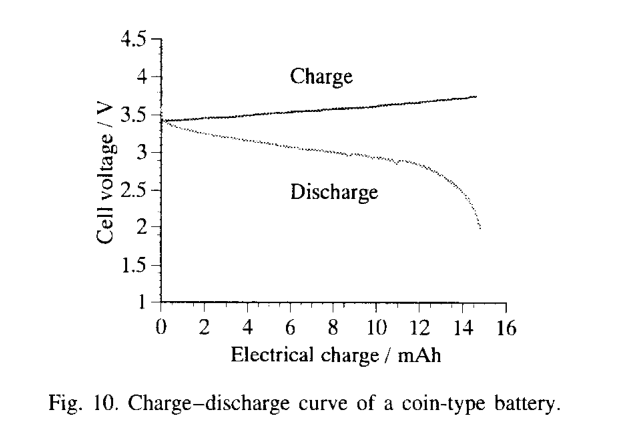 4.5
4
3.5
3
2.5
2
1.5
1
Cell voltage / V
Charge
Discharge
0 2 4 6 8 10 12 14 16
Electrical charge / mAh
Fig. 10. Charge–discharge curve of a coin-type battery.